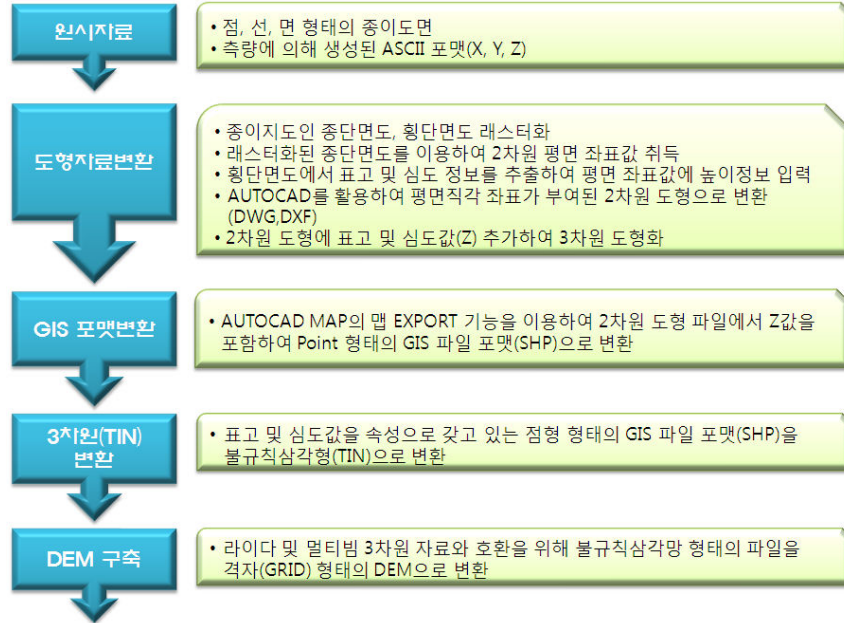 원시자료
• 점, 선, 면 형태의 종이도면
• 측량에 의해 생성된 ASCII 포맷(X, Y, Z)
도형자료변환
• 종이지도인 종단면도, 횡단면도 래스터화
• 래스터화된 종단면도를 이용하여 2차원 평면 좌표값 취득
• 횡단면도에서 표고 및 심도 정보를 추출하여 평면 좌표값에 높이정보 입력
• AUTOCAD를 활용하여 평면직각 좌표가 부여된 2차원 도형으로 변환
(DWG,DXF)
• 2차원 도형에 표고 및 심도값(Z) 추가하여 3차원 도형화
GIS 포맷변환
• AUTOCAD MAP의 맵 EXPORT 기능을 이용하여 2차원 도형 파일에서 Z값을
포함하여 Point 형태의 GIS 파일 포맷(SHP)으로 변환
3차원(TIN)
변환
• 표고 및 심도값을 속성으로 갖고 있는 점형 형태의 GIS 파일 포맷(SHP)을
불규칙삼각형(TIN)으로 변환
DEM 구축
• 라이다 및 멀티빔 3차원 자료와 호환을 위해 불규칙삼각망 형태의 파일을
격자(GRID) 형태의 DEM으로 변환